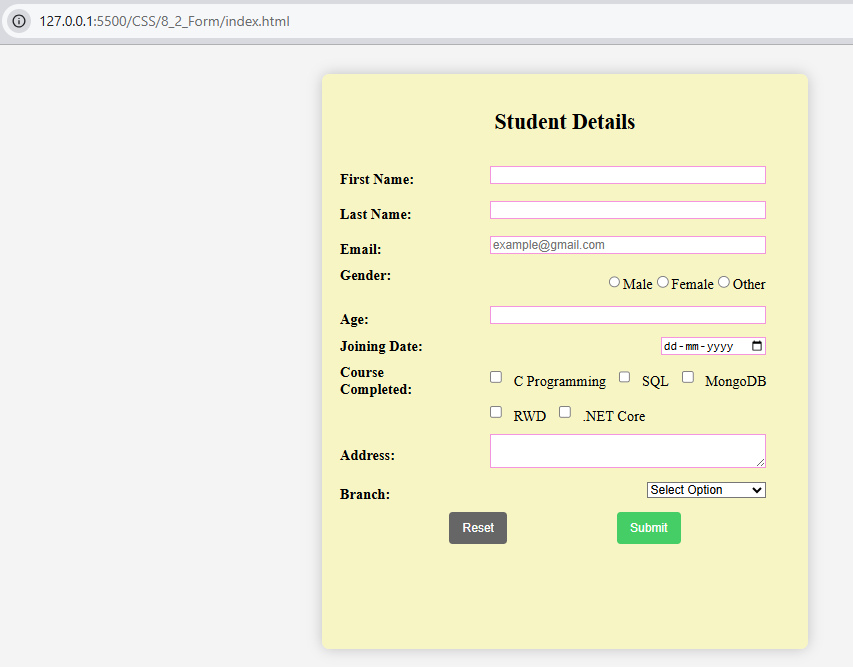 127.0.0.1:5500/CSS/8_2_Form/index.html
Student Details
First Name:
Last Name:
Email: example@gmail.com
Gender: Male Female Other
Age:
Joining Date: dd-mm-yyyy
Course Completed: C Programming SQL MongoDB
RWD .NET Core
Address:
Branch: Select Option
Reset Submit